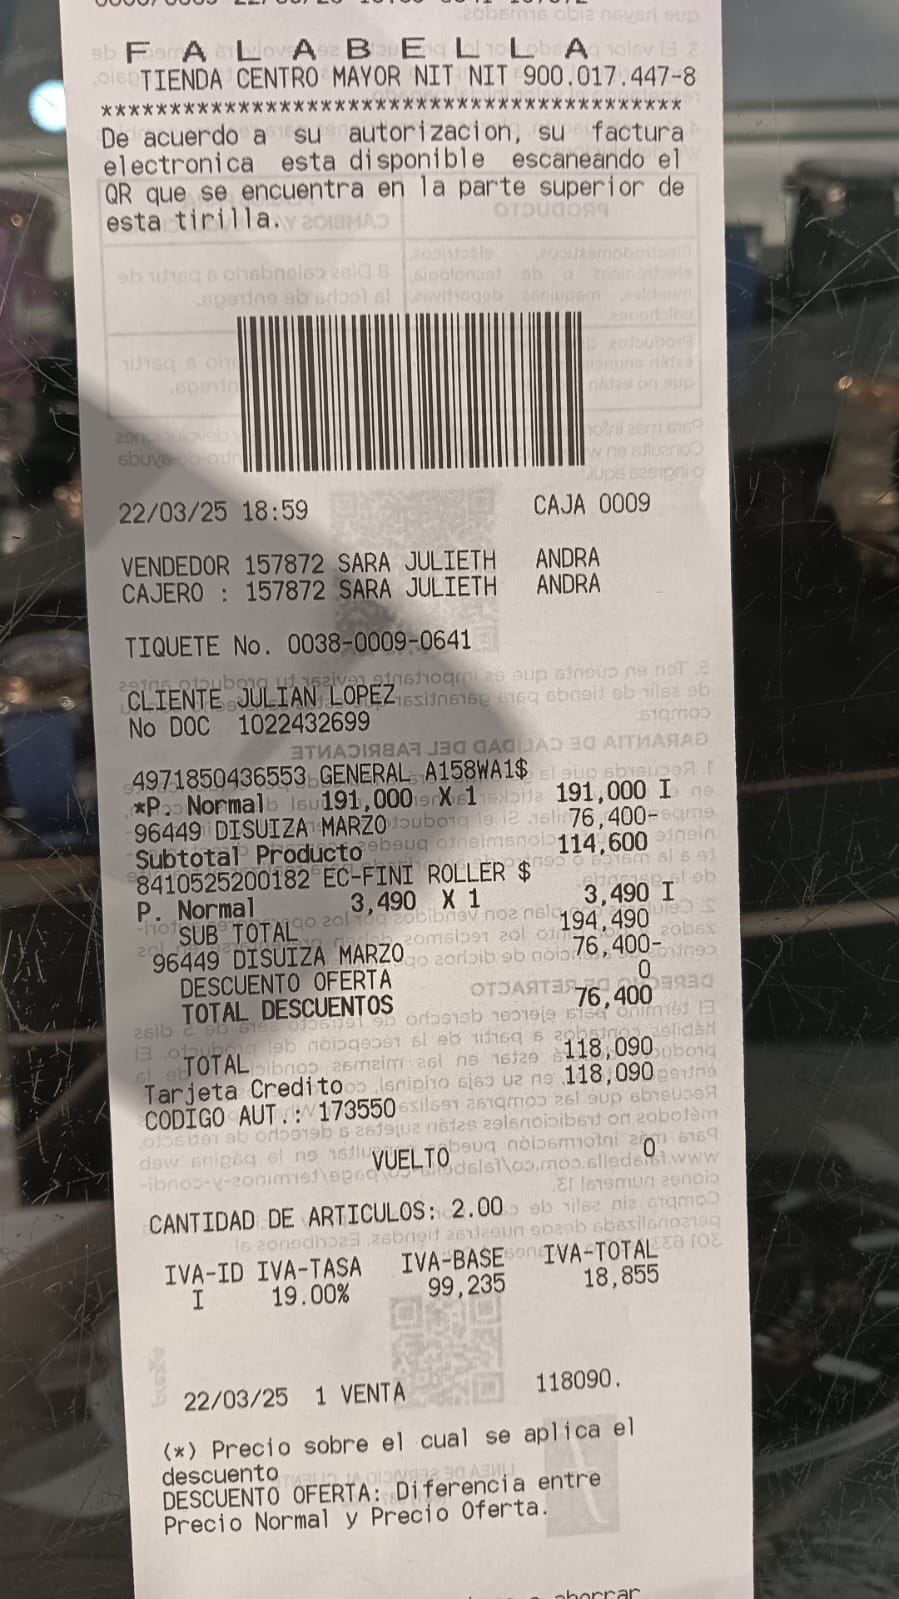 F A L A B E L L A
TIENDA CENTRO MAYOR NIT NIT 900.017.447-8
******************************************
De acuerdo a su autorizacion, su factura
electronica esta disponible escaneando el
QR que se encuentra en la parte superior de
esta tirilla.
22/03/25 18:59 CAJA 0009
VENDEDOR 157872 SARA JULIETH ANDRA
CAJERO : 157872 SARA JULIETH ANDRA
TIQUETE No. 0038-0009-0641
CLIENTE JULIAN LOPEZ
No DOC 1022432699
4971850436553 GENERAL A158WA1$
*P. Normal 191,000 X 1 191,000 I
96449 DISUIZA MARZO 76,400-
Subtotal Producto 114,600
8410525200182 EC-FINI ROLLER $
P. Normal 3,490 X 1 3,490 I
SUB TOTAL 194,490
96449 DISUIZA MARZO 76,400-
DESCUENTO OFERTA 0
TOTAL DESCUENTOS 76,400
TOTAL 118,090
Tarjeta Credito 118,090
CODIGO AUT.: 173550
VUELTO 0
CANTIDAD DE ARTICULOS: 2.00
IVA-ID IVA-TASA IVA-BASE IVA-TOTAL
I 19.00% 99,235 18,855
22/03/25 1 VENTA 118090.
(*) Precio sobre el cual se aplica el
descuento
DESCUENTO OFERTA: Diferencia entre
Precio Normal y Precio Oferta.
ahorrar